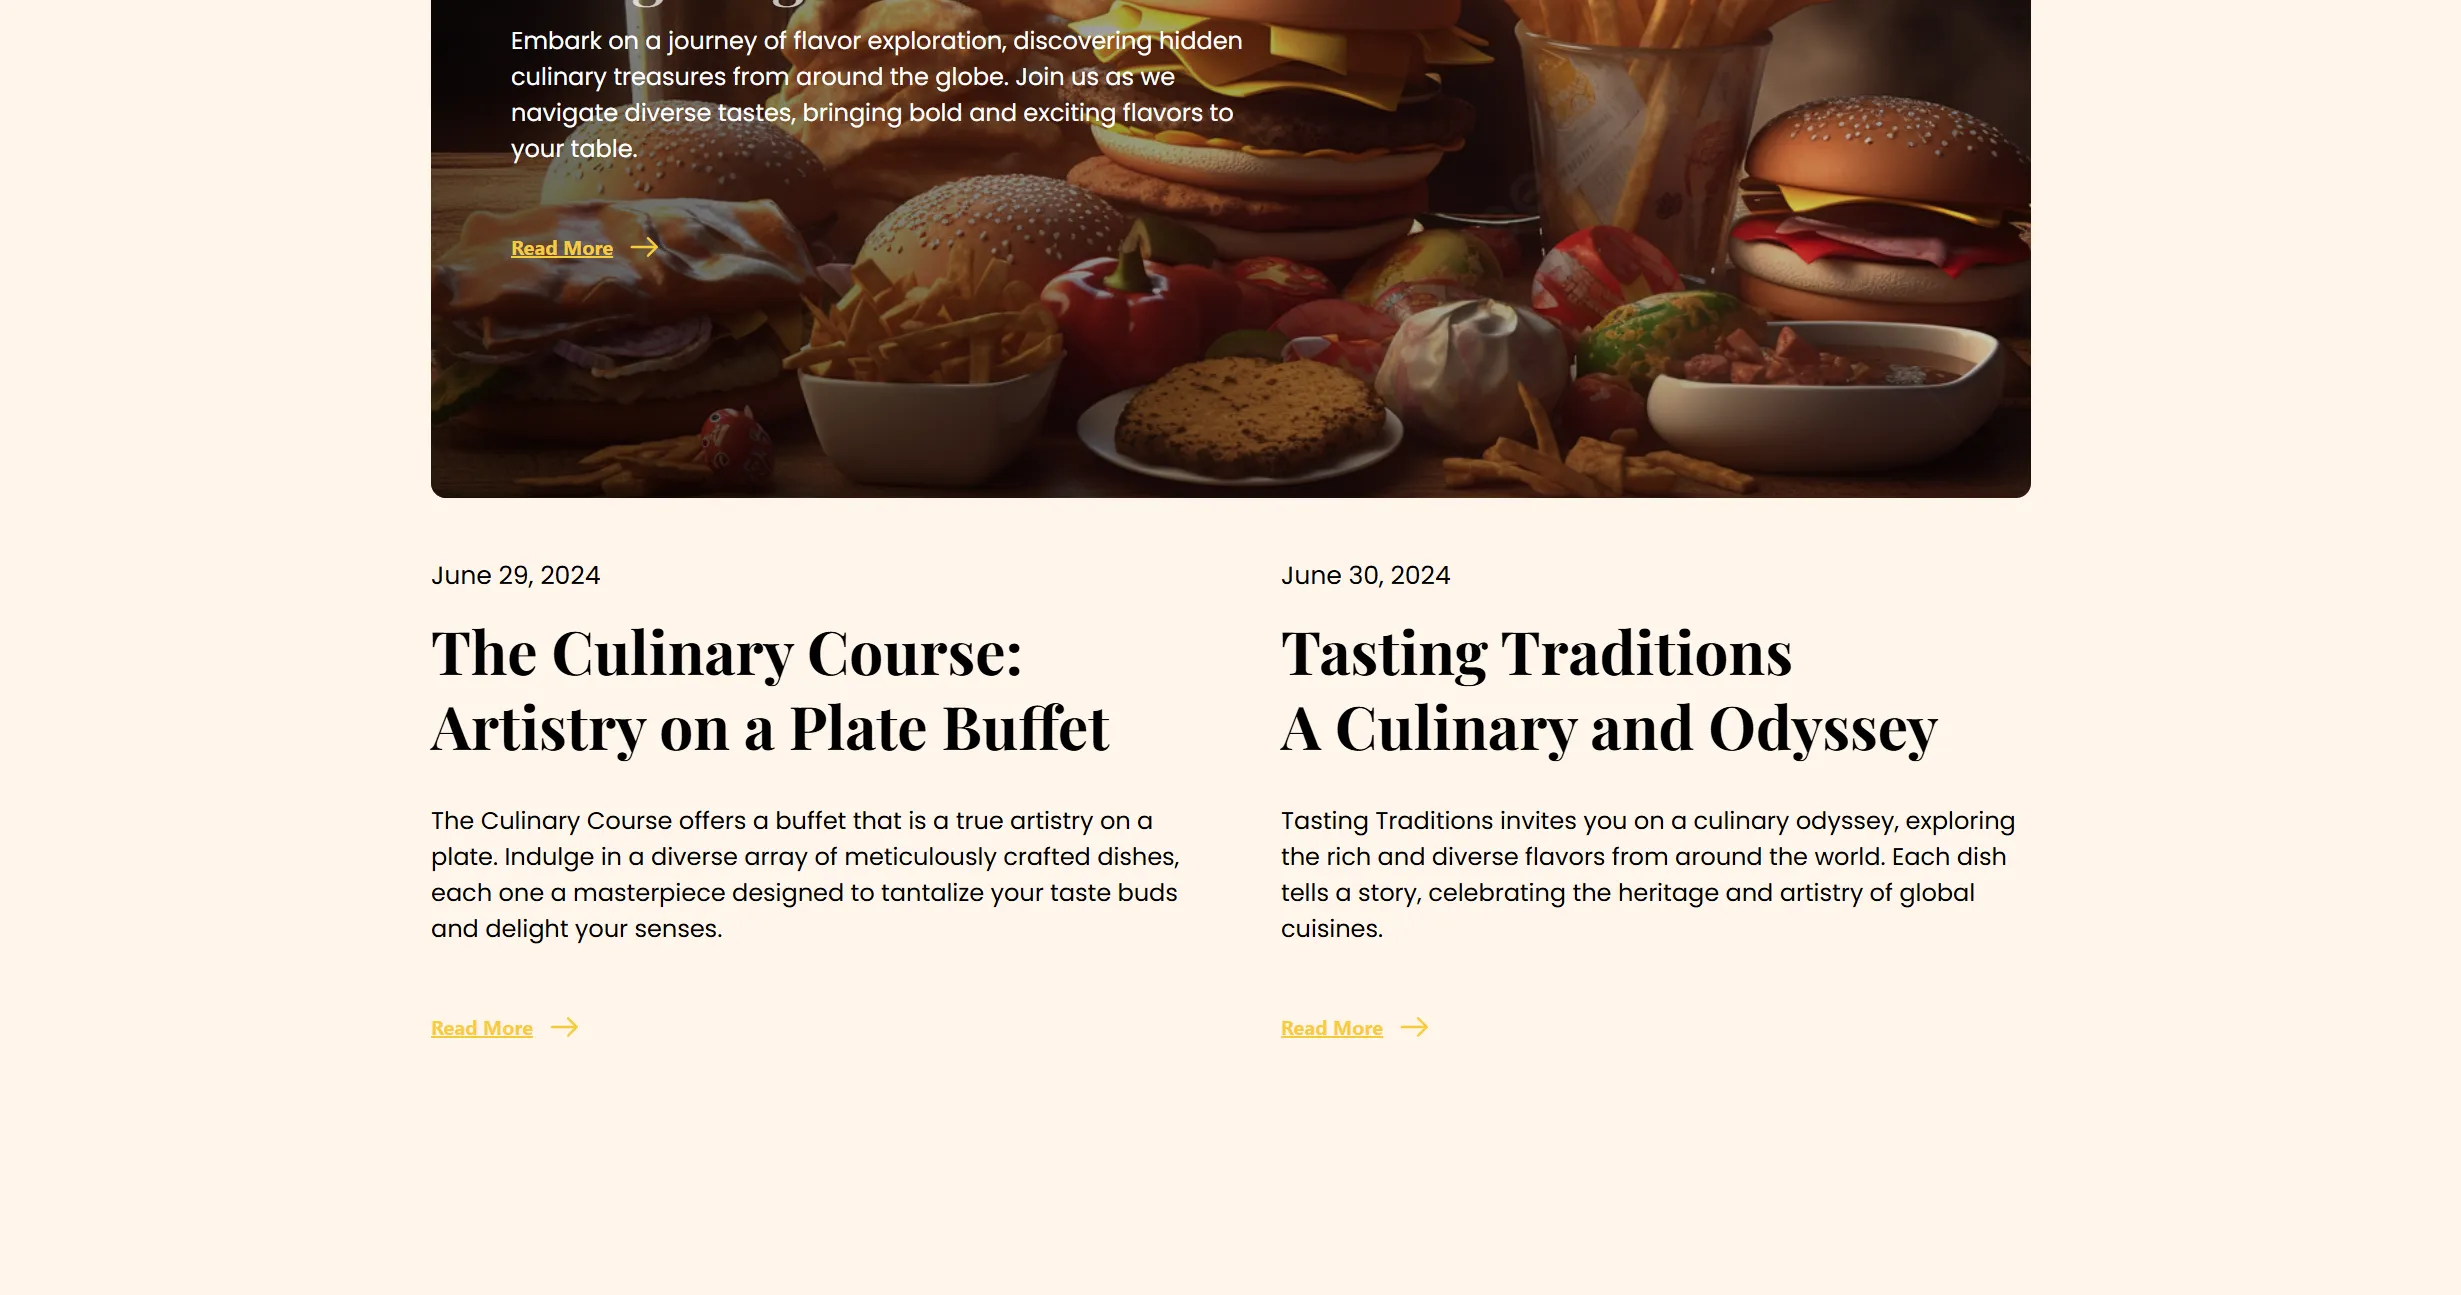 Embark on a journey of flavor exploration, discovering hidden
culinary treasures from around the globe. Join us as we
navigate diverse tastes, bringing bold and exciting flavors to
your table.
Read More
June 29, 2024
The Culinary Course:
Artistry on a Plate Buffet
The Culinary Course offers a buffet that is a true artistry on a
plate. Indulge in a diverse array of meticulously crafted dishes,
each one a masterpiece designed to tantalize your taste buds
and delight your senses.
Read More
June 30, 2024
Tasting Traditions
A Culinary and Odyssey
Tasting Traditions invites you on a culinary odyssey, exploring
the rich and diverse flavors from around the world. Each dish
tells a story, celebrating the heritage and artistry of global
cuisines.
Read More